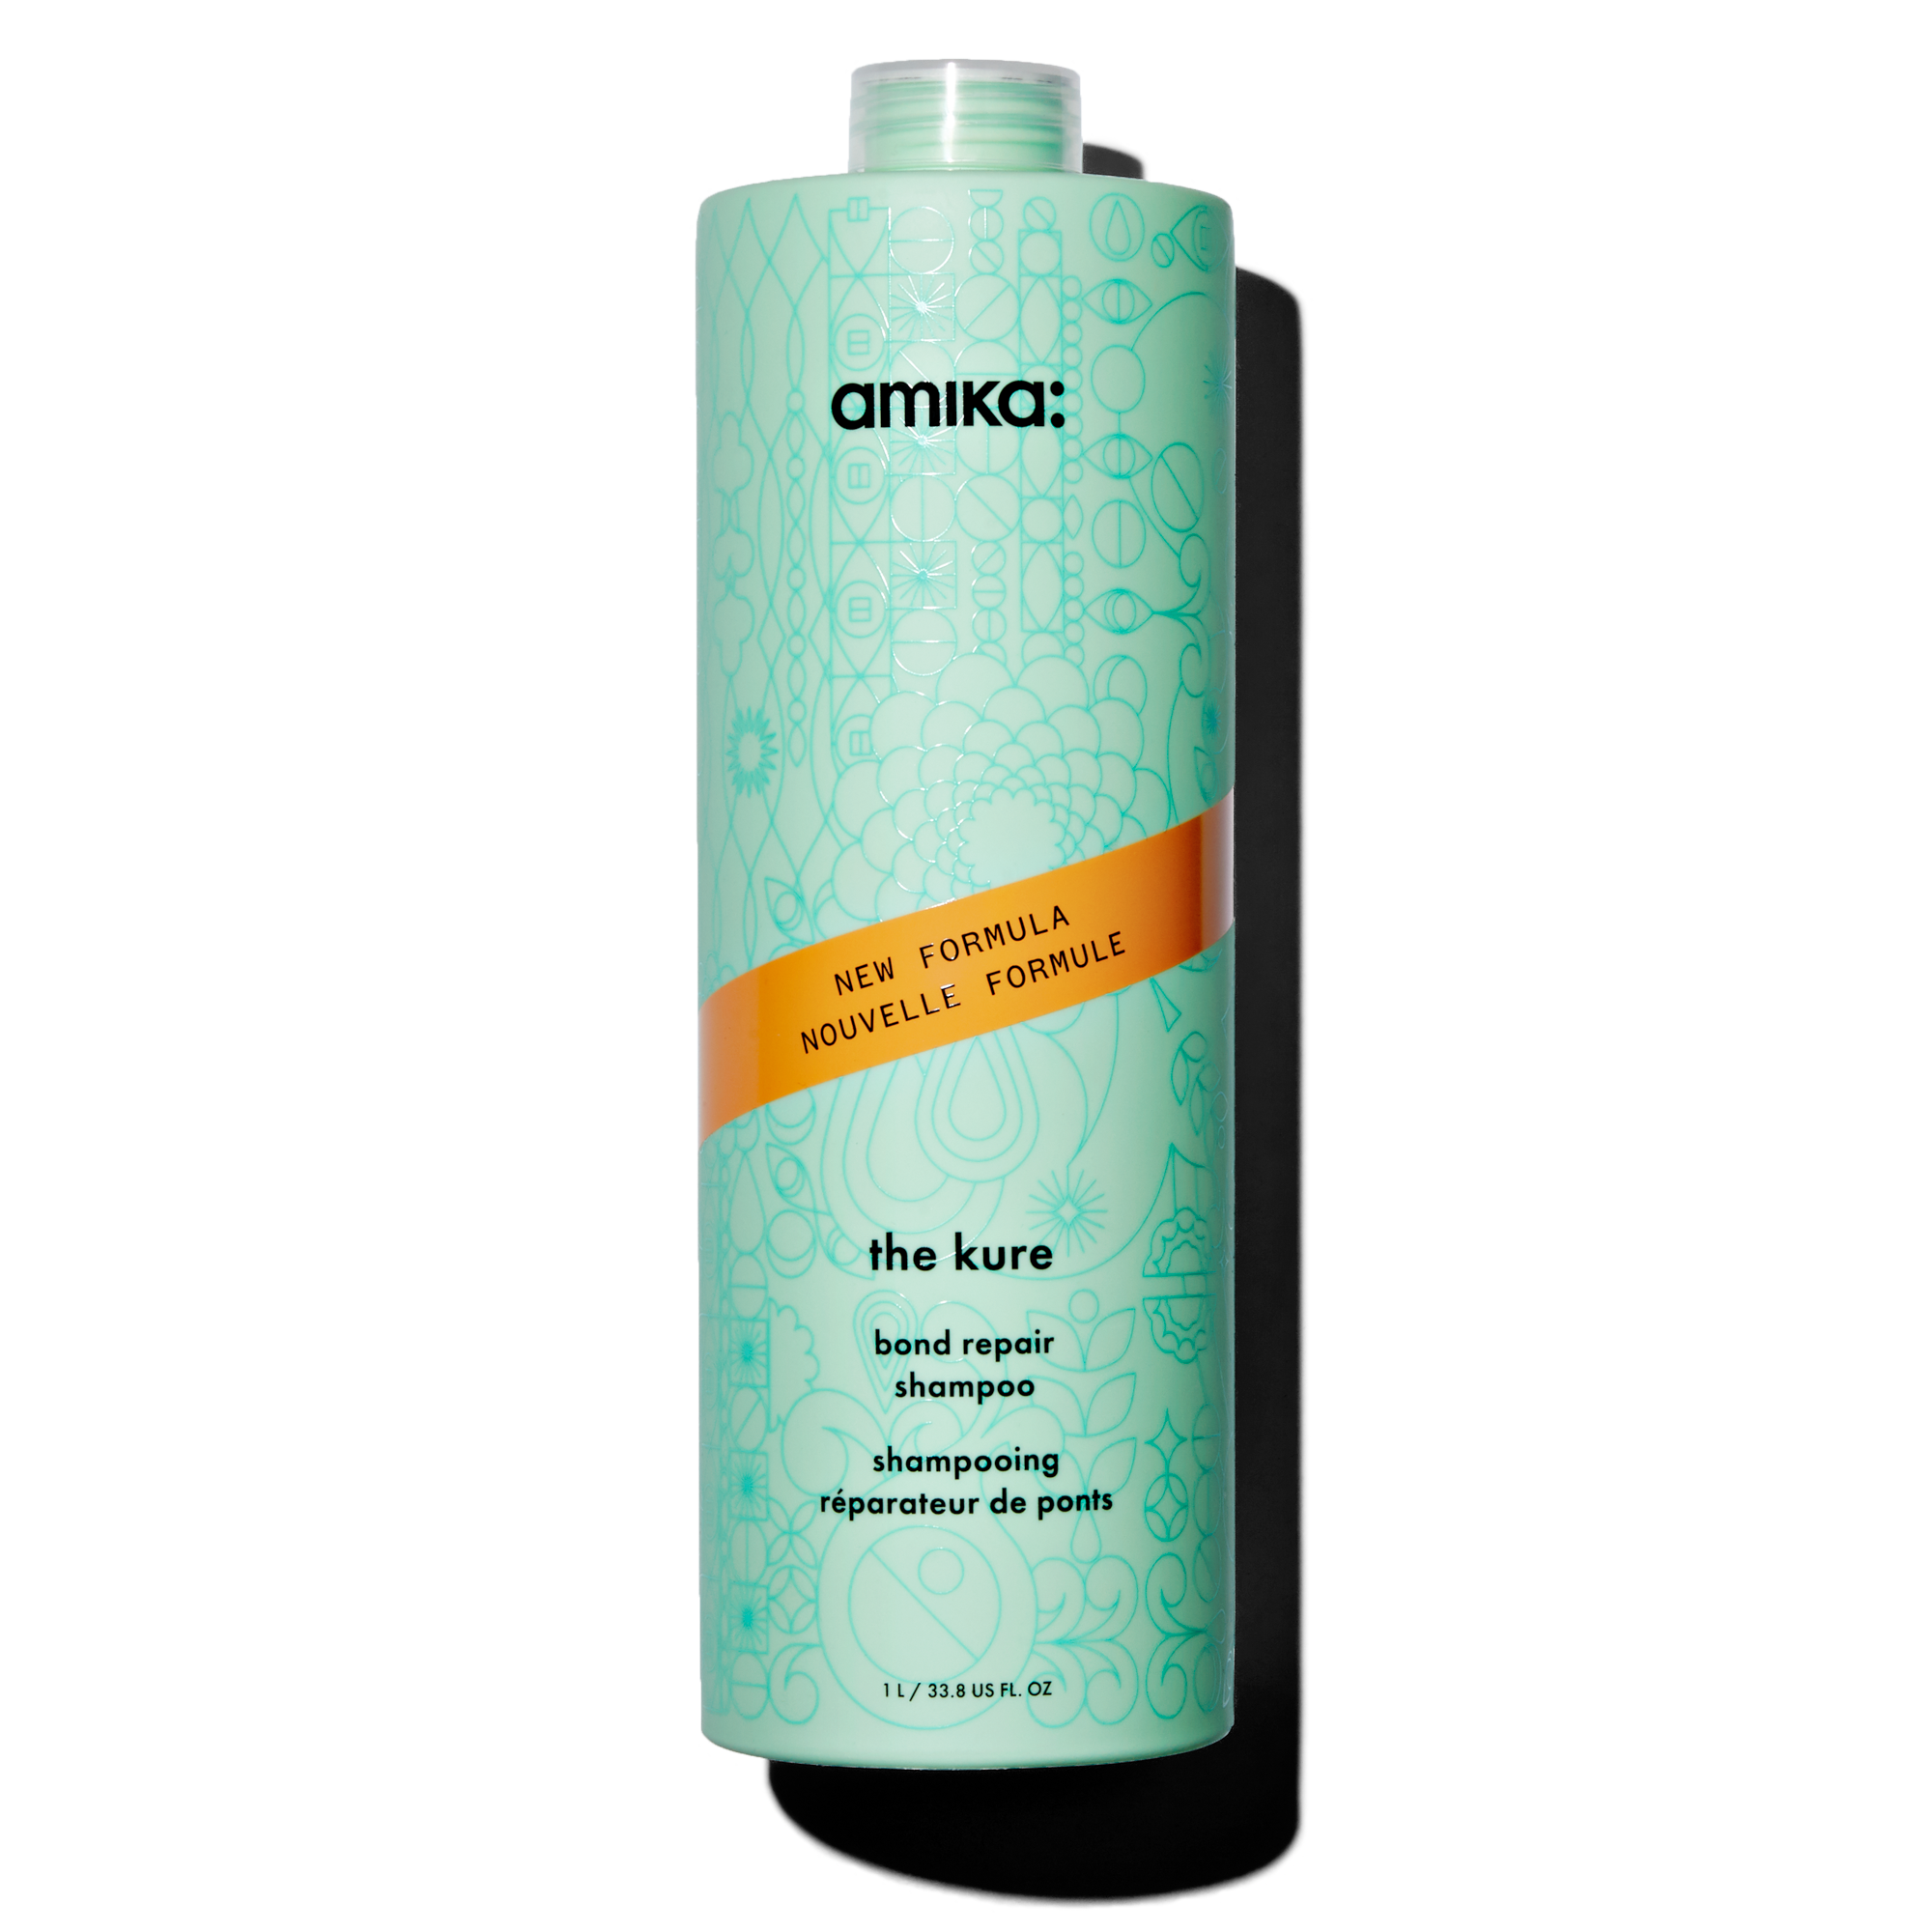 amika:
NEW FORMULA
NOUVELLE FORMULE
the kure
bond repair
shampoo
shampooing
réparateur de ponts
1 L / 33.8 US FL. OZ